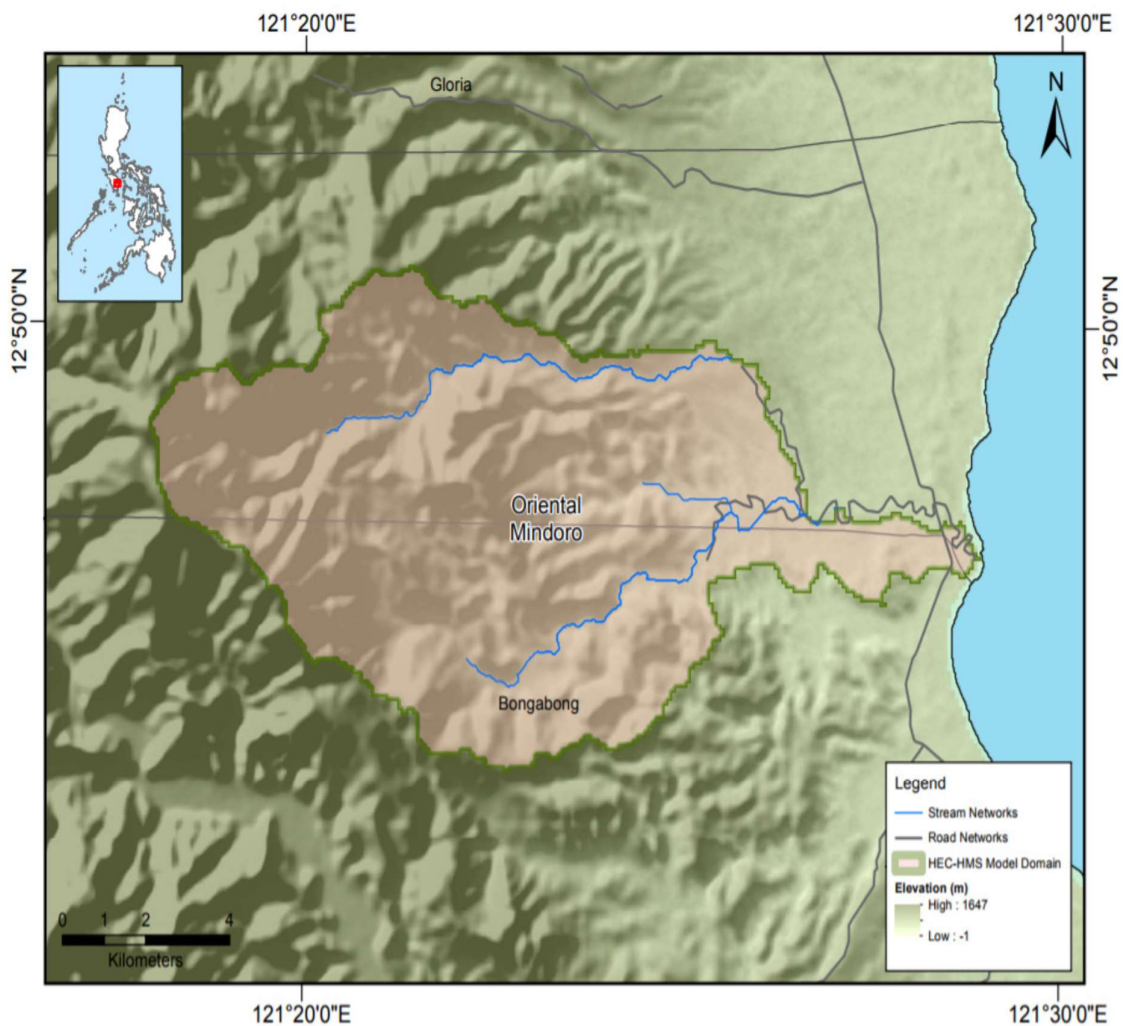 121°20'0"E
121°30'0"E
N
Gloria
12°50'0"N
12°50'0"N
Oriental
Mindoro
Bongabong
Legend
Stream Networks
Road Networks
HEC-HMS Model Domain
Elevation (m)
High : 1647
Low : -1
0 1 2 4
Kilometers
121°20'0"E
121°30'0"E